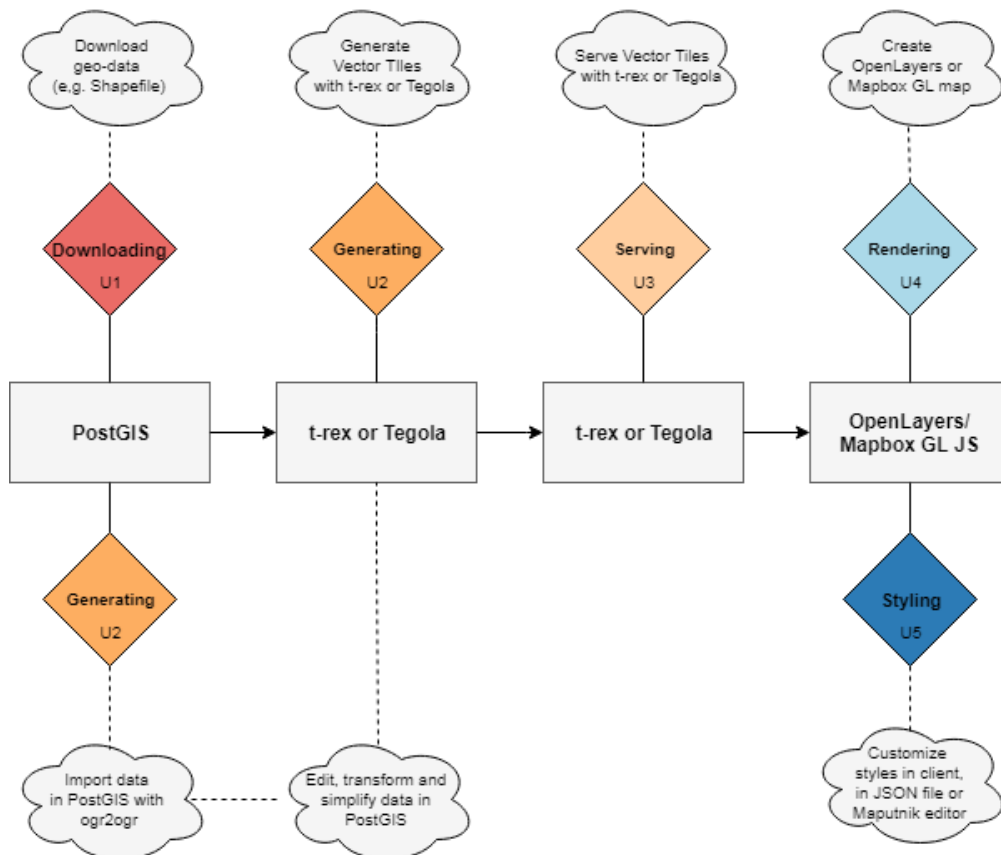 Download
geo-data
(e.g. Shapefile)
Generate
Vector TIles
with t-rex or Tegola
Serve Vector Tiles
with t-rex or Tegola
Create
OpenLayers or
Mapbox GL map
Downloading
U1
Generating
U2
Serving
U3
Rendering
U4
PostGIS
t-rex or Tegola
t-rex or Tegola
OpenLayers/
Mapbox GL JS
Generating
U2
Styling
U5
Import data
in PostGIS with
ogr2ogr
Edit, transform and
simplify data in
PostGIS
Customize
styles in client,
in JSON file or
Maputnik editor